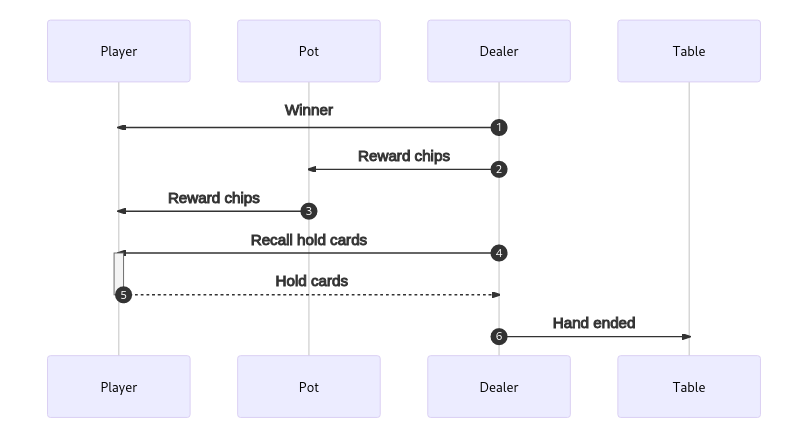 Player
Pot
Dealer
Table
Winner
1
Reward chips
2
Reward chips
3
Recall hold cards
4
Hold cards
5
Hand ended
6
Player
Pot
Dealer
Table